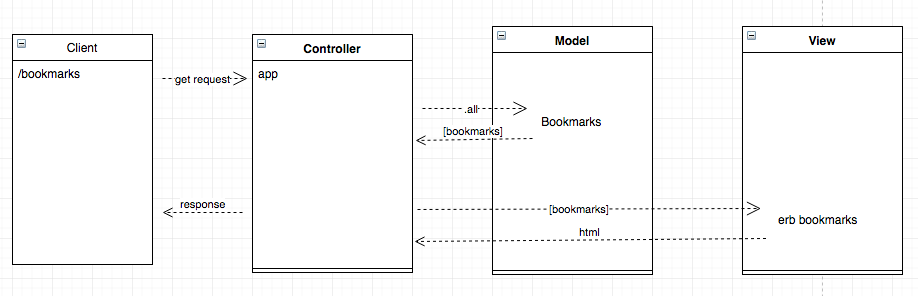 Client
Controller
Model
View
/bookmarks
get request
app
.all
Bookmarks
[bookmarks]
response
[bookmarks]
erb bookmarks
html